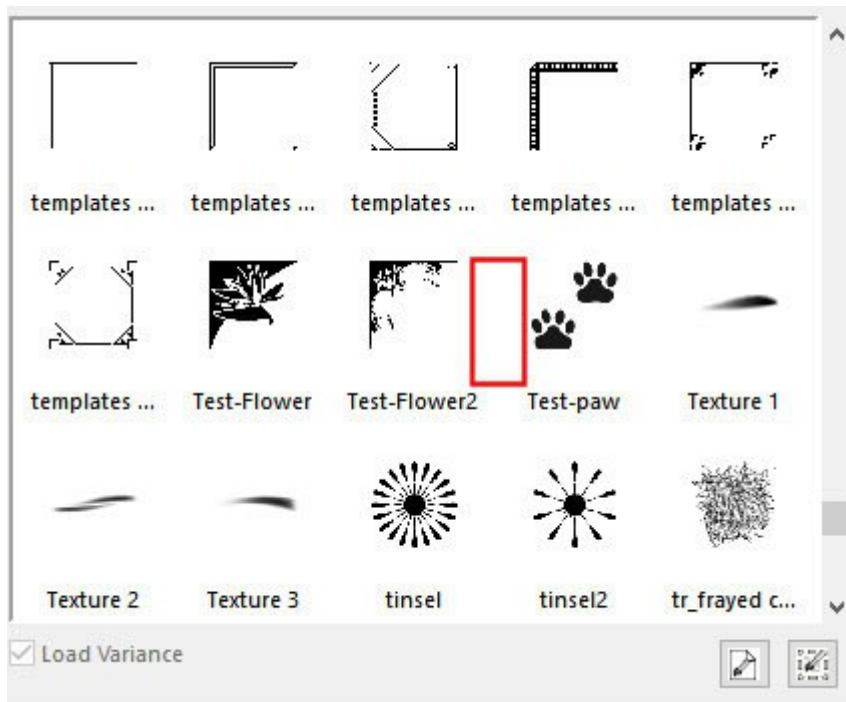 templates ... templates ... templates ... templates ... templates ...
templates ... Test-Flower Test-Flower2 Test-paw Texture 1
Texture 2 Texture 3 tinsel tinsel2 tr_frayed c...
Load Variance